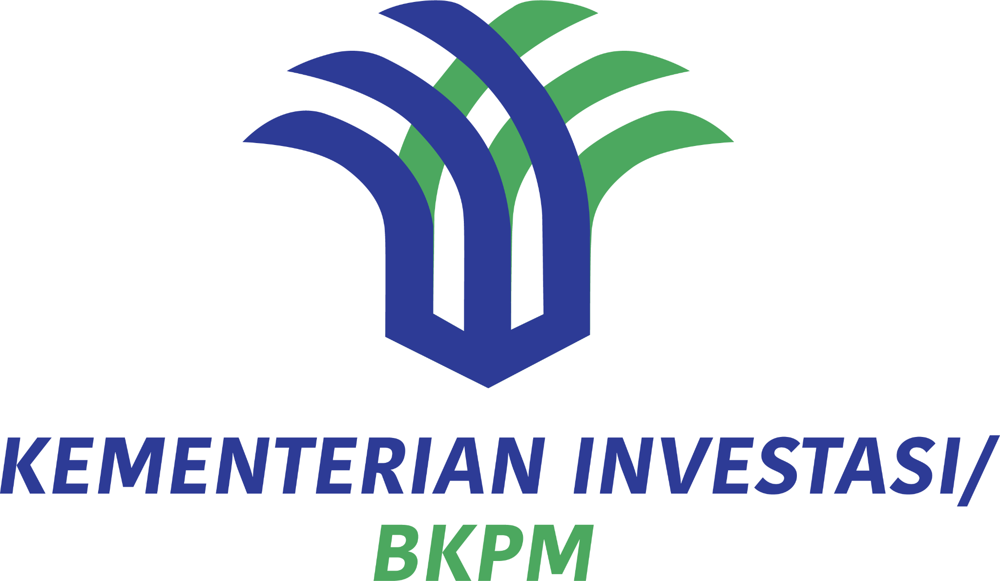 KEMENTERIAN INVESTASI/
BKPM